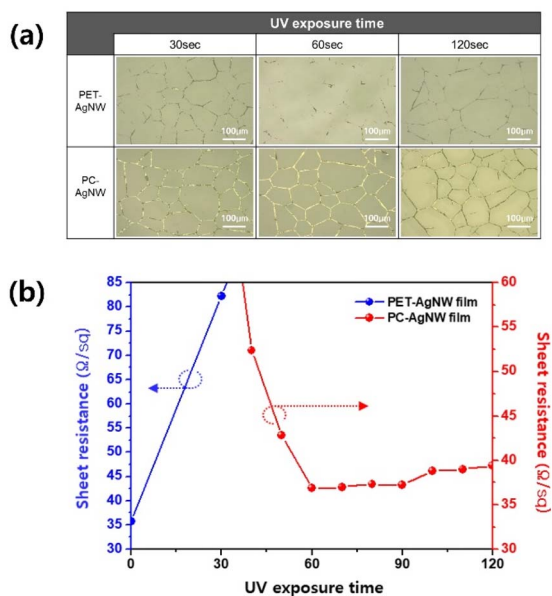 (a)
UV exposure time
30sec 60sec 120sec
PET-
AgNW
100μm 100μm 100μm
PC-
AgNW
100μm 100μm 100μm
(b)
85 60
80
75 55
70 50
65
60 45
55
50 40
45
40 35
35
30 30
PET-AgNW film
PC-AgNW film
Sheet resistance (Ω/sq)
Sheet resistance (Ω/sq)
0 30 60 90 120
UV exposure time